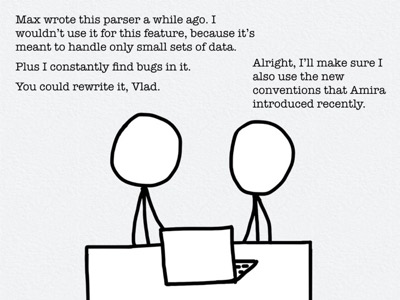 Max wrote this parser a while ago. I
wouldn't use it for this feature, because it's
meant to handle only small sets of data.
Plus I constantly find bugs in it.
You could rewrite it, Vlad.
Alright, I'll make sure I
also use the new
conventions that Amira
introduced recently.